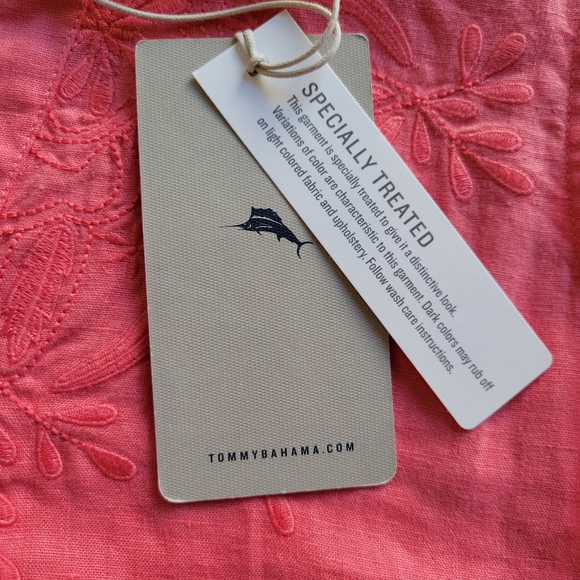 SPECIALLY TREATED
This garment is specially treated to give it a distinctive look.
Variations of color are characteristic to this garment. Dark colors may rub off
on light colored fabric and upholstery. Follow wash care instructions.
TOMMYBAHAMA.COM